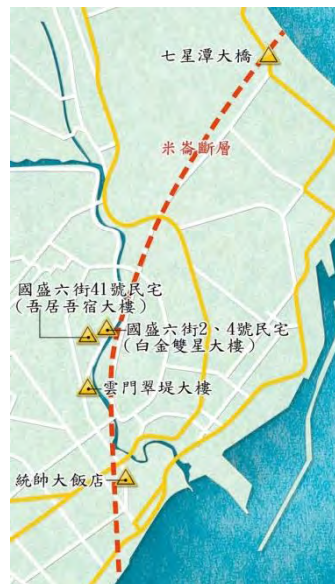 七星潭大橋
米崙斷層
國盛六街41號民宅
(吾居吾宿大樓)
國盛六街2、4號民宅
(白金雙星大樓)
雲門翠堤大樓
統帥大飯店